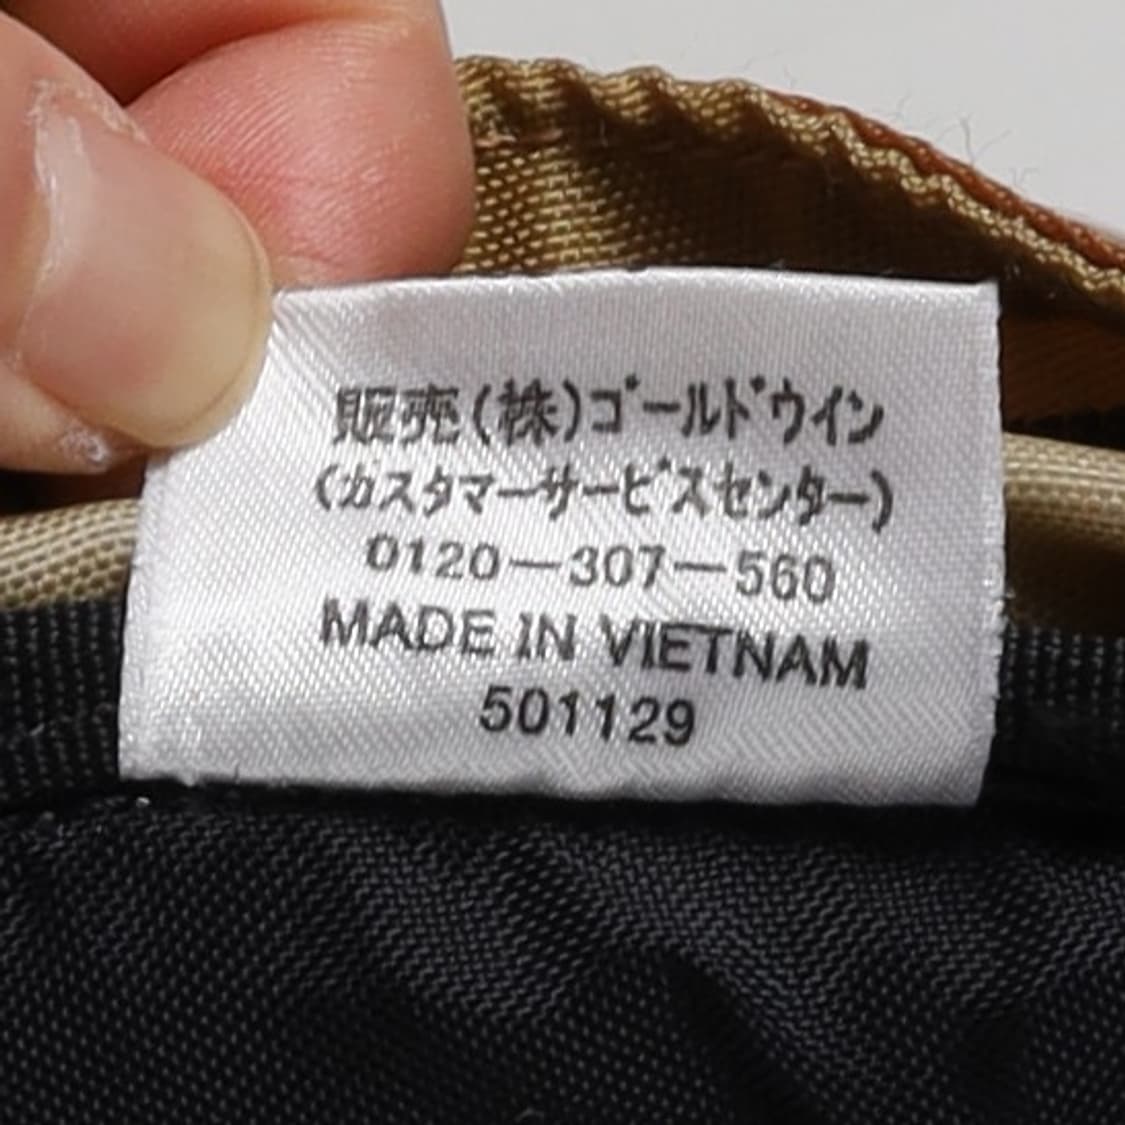 販売(株)ゴールドウイン
(カスタマーサービスセンター)
0120-307-560
MADE IN VIETNAM
501129